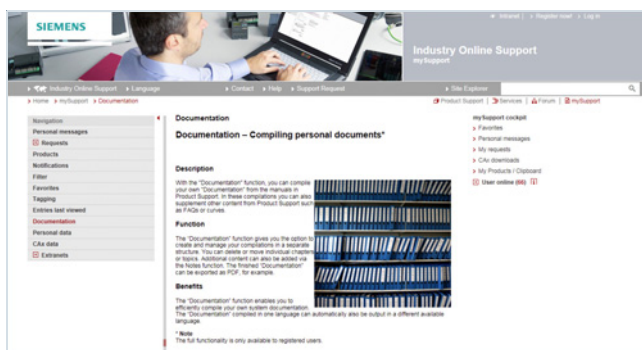 SIEMENS
Intranet | Register now! Log in
Industry Online Support
mySupport
Industry Online Support Language Contact Help Support Request Site Explorer
Home mySupport Documentation Product Support Services Forum mySupport
Navigation
Personal messages
Requests
Products
Notifications
Filter
Favorites
Tagging
Entries last viewed
Documentation
Personal data
CAx data
Extranets
Documentation
Documentation – Compiling personal documents*
Description
With the "Documentation" function, you can compile
your own "Documentation" from the manuals in
Product Support. In these compilations you can also
supplement other content from Product Support such
as FAQs or curves.
Function
The "Documentation" function gives you the option to
create and manage your compilations in a separate
structure. You can delete or move individual chapters
or topics. Additional content can also be added via
the Notes function. The finished "Documentation"
can be exported as PDF, for example.
Benefits
The "Documentation" function enables you to
efficiently compile your own system documentation.
The "Documentation" compiled in one language can automatically also be output in a different available
language.
* Note
The full functionality is only available to registered users.
mySupport cockpit
Favorites
Personal messages
My requests
CAx downloads
My Products / Clipboard
User online (66)